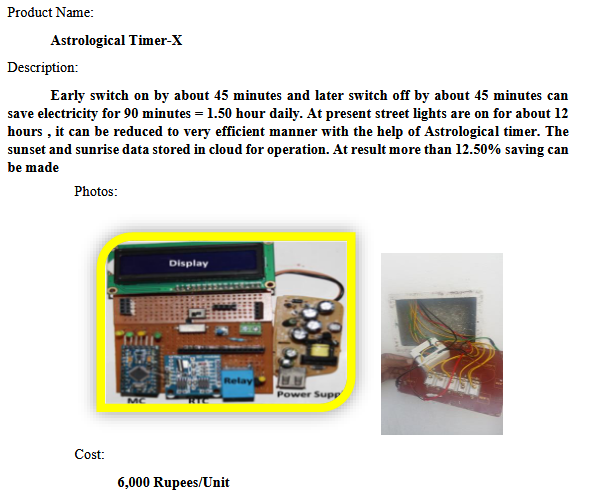 Product Name:
Astrological Timer-X
Description:
Early switch on by about 45 minutes and later switch off by about 45 minutes can
save electricity for 90 minutes = 1.50 hour daily. At present street lights are on for about 12
hours , it can be reduced to very efficient manner with the help of Astrological timer. The
sunset and sunrise data stored in cloud for operation. At result more than 12.50% saving can
be made
Photos:
Display
Relay
MC
RTC
Power Supp
Cost:
6,000 Rupees/Unit